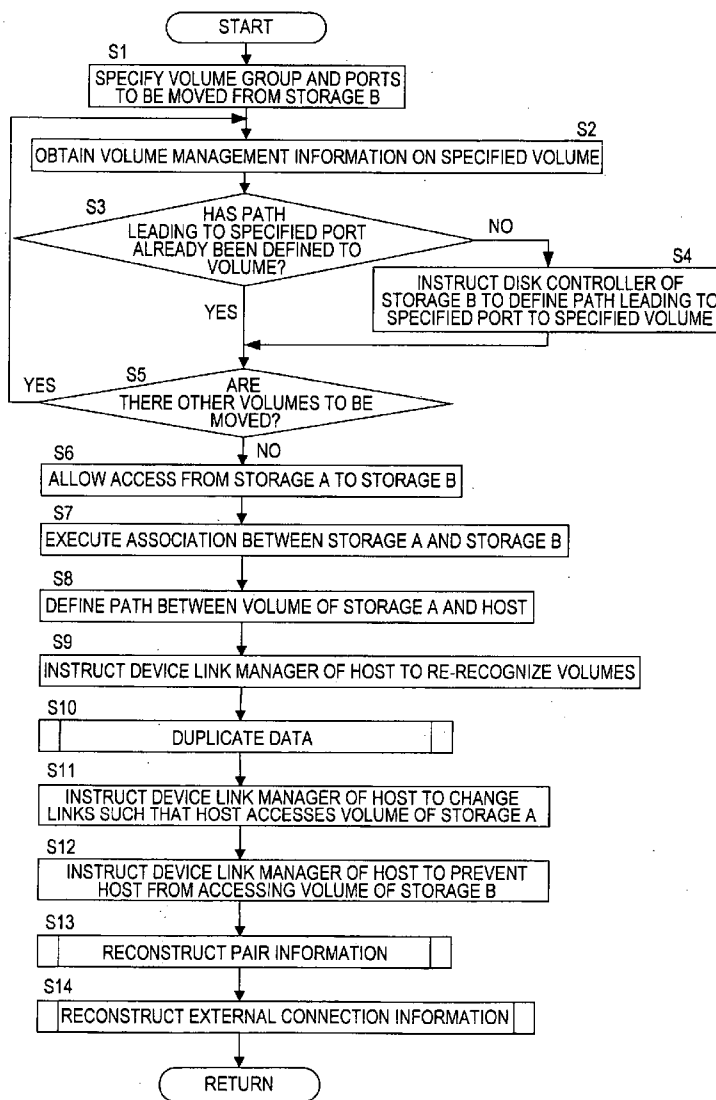 START
S1
SPECIFY VOLUME GROUP AND PORTS
TO BE MOVED FROM STORAGE B
S2
OBTAIN VOLUME MANAGEMENT INFORMATION ON SPECIFIED VOLUME
S3
HAS PATH
LEADING TO SPECIFIED PORT
ALREADY BEEN DEFINED TO
VOLUME?
NO
S4
INSTRUCT DISK CONTROLLER OF
STORAGE B TO DEFINE PATH LEADING TO
SPECIFIED PORT TO SPECIFIED VOLUME
YES
YES
S5
ARE
THERE OTHER VOLUMES TO BE
MOVED?
NO
S6
ALLOW ACCESS FROM STORAGE A TO STORAGE B
S7
EXECUTE ASSOCIATION BETWEEN STORAGE A AND STORAGE B
S8
DEFINE PATH BETWEEN VOLUME OF STORAGE A AND HOST
S9
INSTRUCT DEVICE LINK MANAGER OF HOST TO RE-RECOGNIZE VOLUMES
S10
DUPLICATE DATA
S11
INSTRUCT DEVICE LINK MANAGER OF HOST TO CHANGE
LINKS SUCH THAT HOST ACCESSES VOLUME OF STORAGE A
S12
INSTRUCT DEVICE LINK MANAGER OF HOST TO PREVENT
HOST FROM ACCESSING VOLUME OF STORAGE B
S13
RECONSTRUCT PAIR INFORMATION
S14
RECONSTRUCT EXTERNAL CONNECTION INFORMATION
RETURN